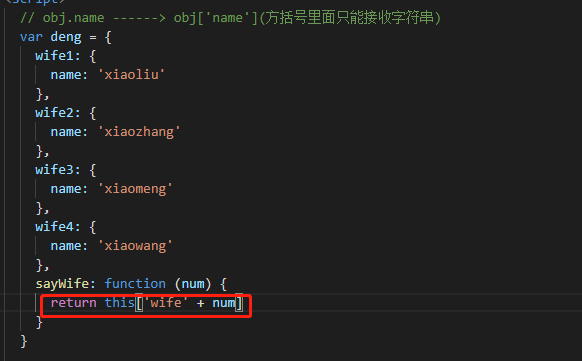 <script>
// obj.name ------> obj['name'](方括号里面只能接收字符串)
var deng = {
wife1: {
name: 'xiaoliu'
},
wife2: {
name: 'xiaozhang'
},
wife3: {
name: 'xiaomeng'
},
wife4: {
name: 'xiaowang'
},
sayWife: function (num) {
return this['wife' + num]
}
}